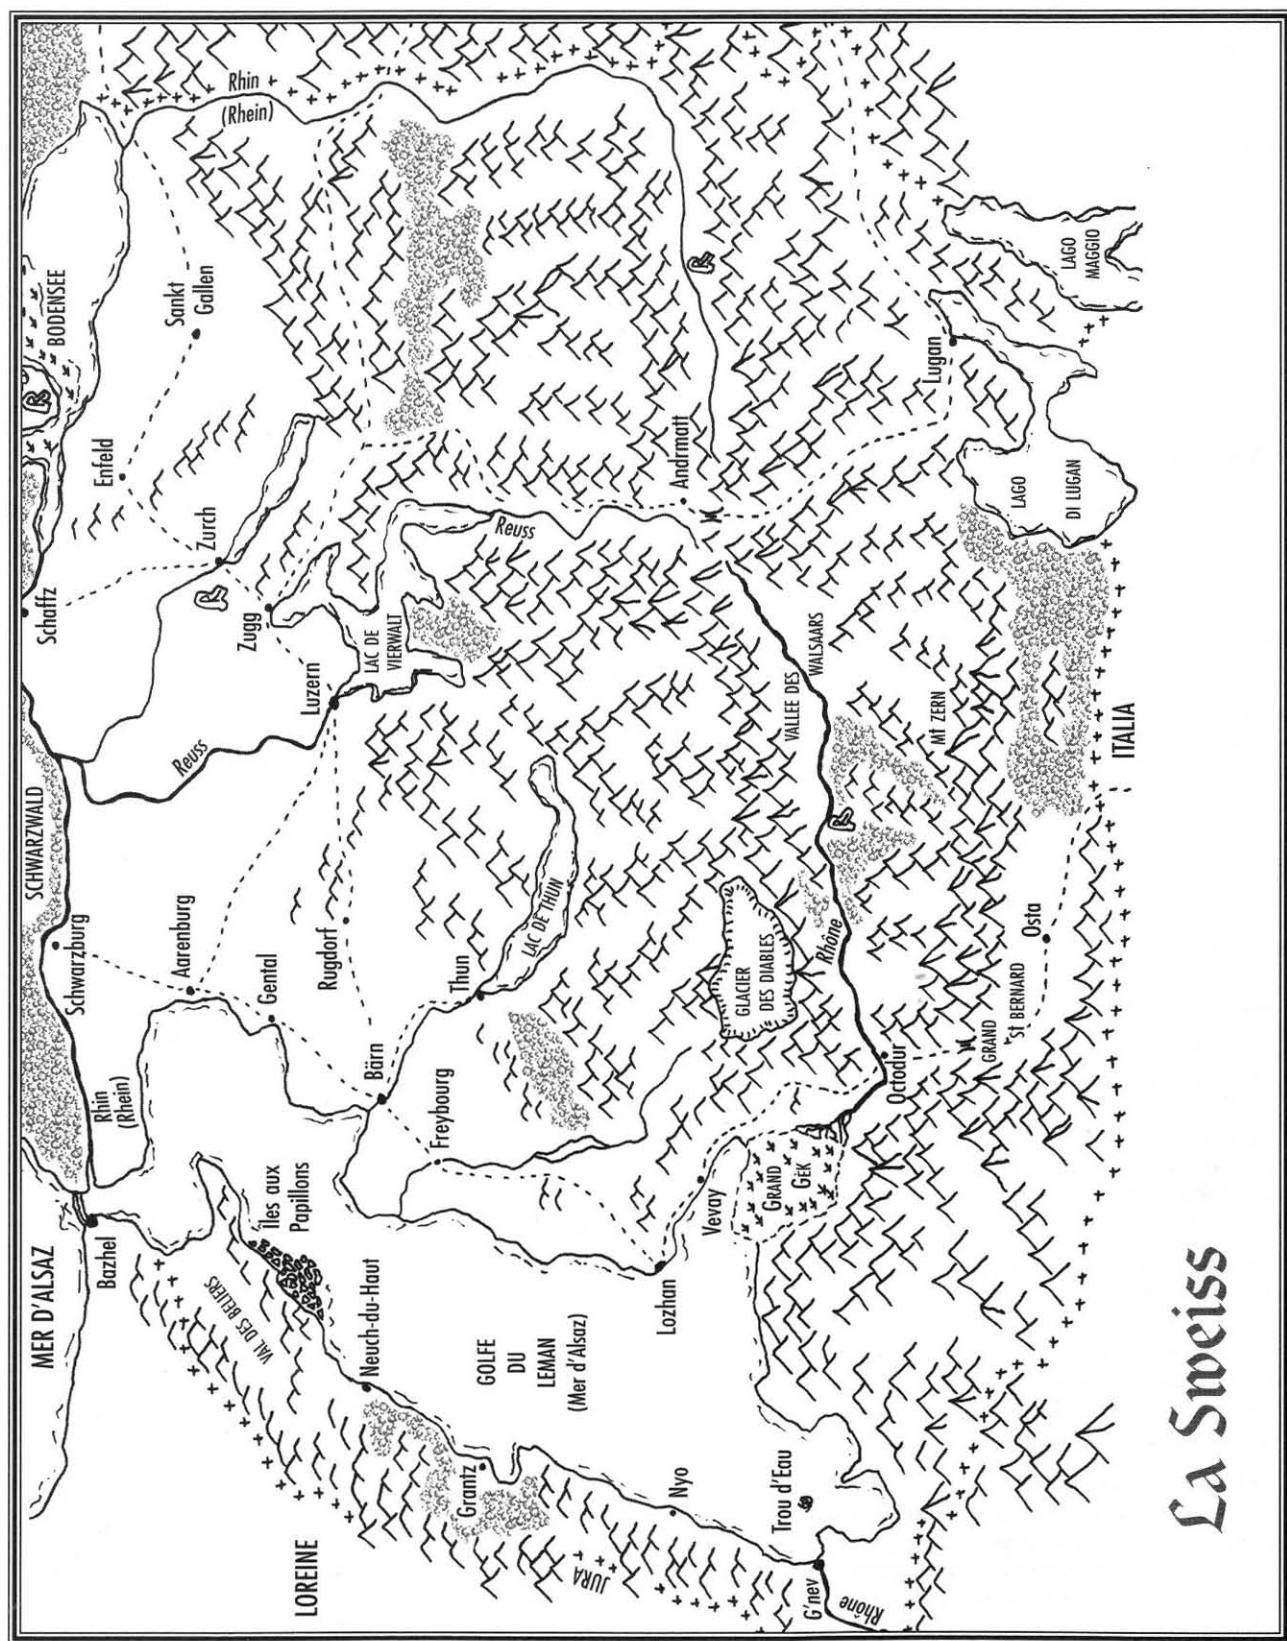 MER D'ALSAZ
SCHWARZWALD
BODENSEE
Schaffz
Schwarzburg
Bazhel
Rhin
(Rhein)
Aarenburg
Enfeld
Sankt
Gallen
Rhin
(Rhein)
Zurch
Zugg
Reuss
Luzern
LAC DE
VIERWALT
Reuss
VAL DES BELIERS
Îles aux
Papillons
Gental
Rugdorf
Bärn
Thun
LAC DE THUN
Freybourg
LOREINE
Neuch-du-Haut
Grantz
GOLFE
DU
LEMAN
(Mer d'Alsaz)
Lozhan
Vevay
GRAND
GEK
GLACIER
DES DIABLES
VALLEE DES
WALSAARS
Andrmatt
Rhône
JURA
Nyo
Trou d'Eau
G'nev
Rhône
Octodur
GRAND
St BERNARD
Osta
Mt ZERN
Lugan
LAGO
DI LUGAN
LAGO
MAGGIO
ITALIA
La Sweiss